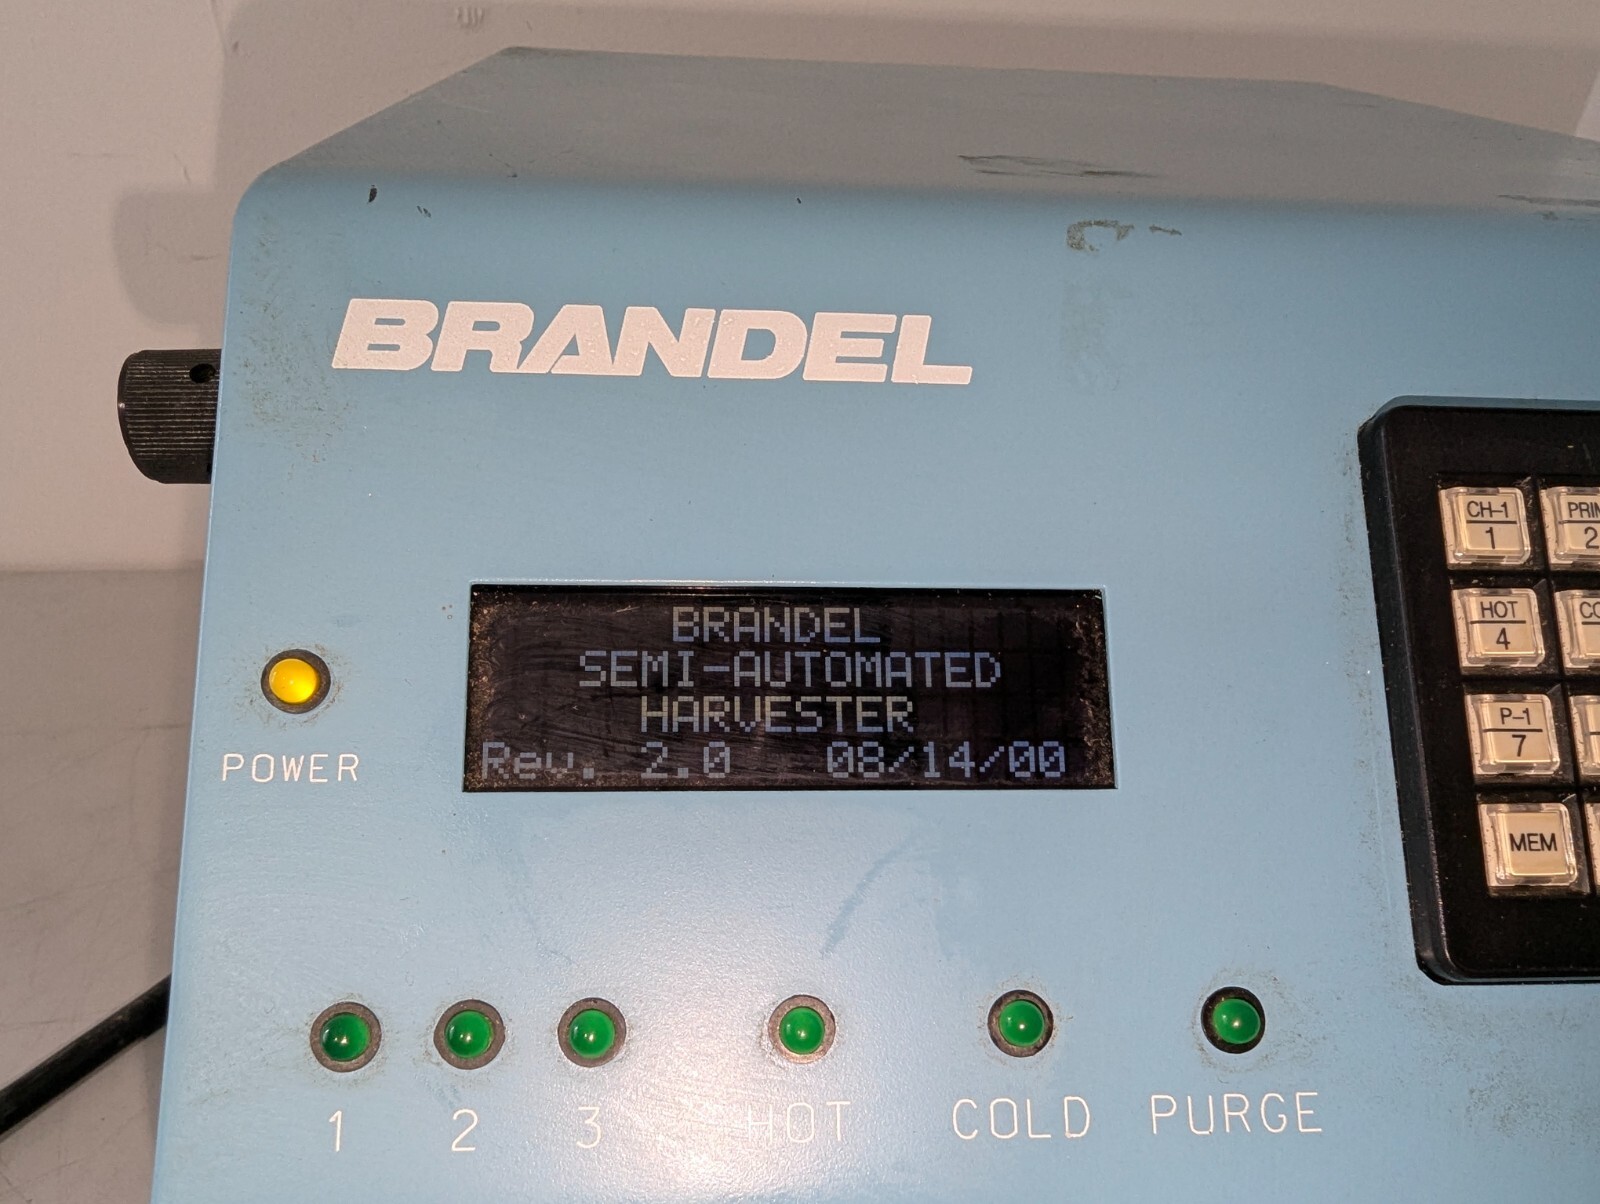 BRANDEL
BRANDEL
SEMI-AUTOMATED
HARVESTER
Rev. 2.0 08/14/00
POWER
CH-1
1
2
HOT
4
P-1
7
MEM
1 2 3 HOT COLD PURGE